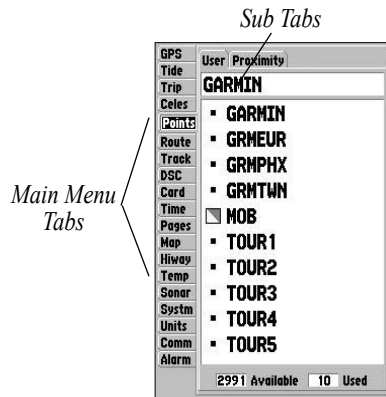 Sub Tabs
GPS
Tide
Trip
Celes
Points
Route
Track
DSC
Card
Time
Pages
Map
Hiway
Temp
Sonar
Systm
Units
Comm
Alarm
Main Menu
Tabs
User Proximity
GARMIN
GARMIN
GRMEUR
GRMPHX
GRMTWN
MOB
TOUR1
TOUR2
TOUR3
TOUR4
TOUR5
2991 Available 10 Used